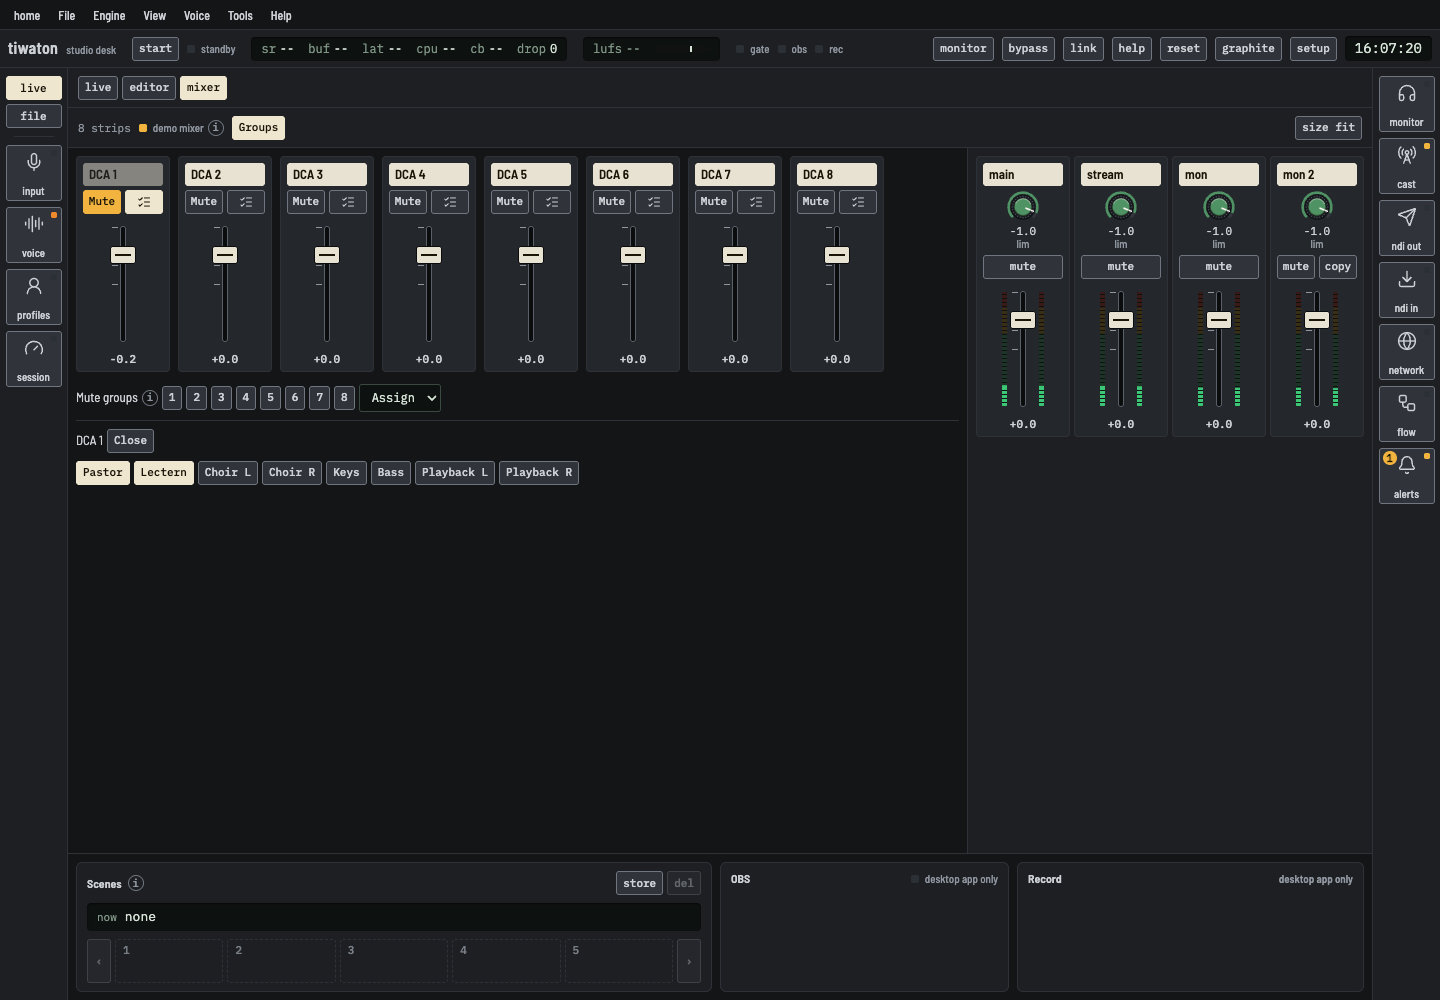 home File Engine View Voice Tools Help
tiwaton studio desk start standby sr -- buf -- lat -- cpu -- cb -- drop 0 lufs -- gate obs rec monitor bypass link help reset graphite setup 16:07:20
live
file
input
voice
profiles
session
live editor mixer
8 strips demo mixer i Groups size fit
DCA 1 DCA 2 DCA 3 DCA 4 DCA 5 DCA 6 DCA 7 DCA 8
Mute Mute Mute Mute Mute Mute Mute Mute
-0.2 +0.0 +0.0 +0.0 +0.0 +0.0 +0.0 +0.0
Mute groups i 1 2 3 4 5 6 7 8 Assign
DCA 1 Close
Pastor Lectern Choir L Choir R Keys Bass Playback L Playback R
main stream mon mon 2
-1.0 -1.0 -1.0 -1.0
lim lim lim lim
mute mute mute mute copy
+0.0 +0.0 +0.0 +0.0
monitor
cast
ndi out
ndi in
network
flow
1
alerts
Scenes i store del
now none
‹ 1 2 3 4 5 ›
OBS desktop app only
Record desktop app only